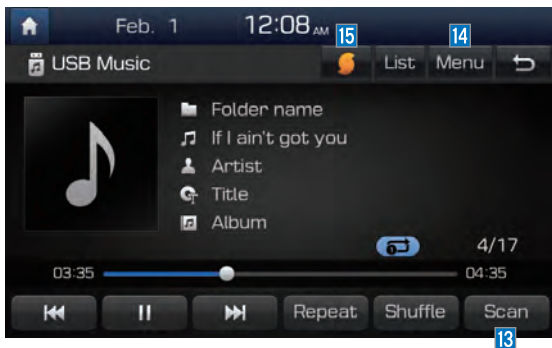 Feb. 1 12:08 AM
15 14
USB Music List Menu
Folder name
If I ain't got you
Artist
Title
Album
4/17
03:35 04:35
Repeat Shuffle Scan
13